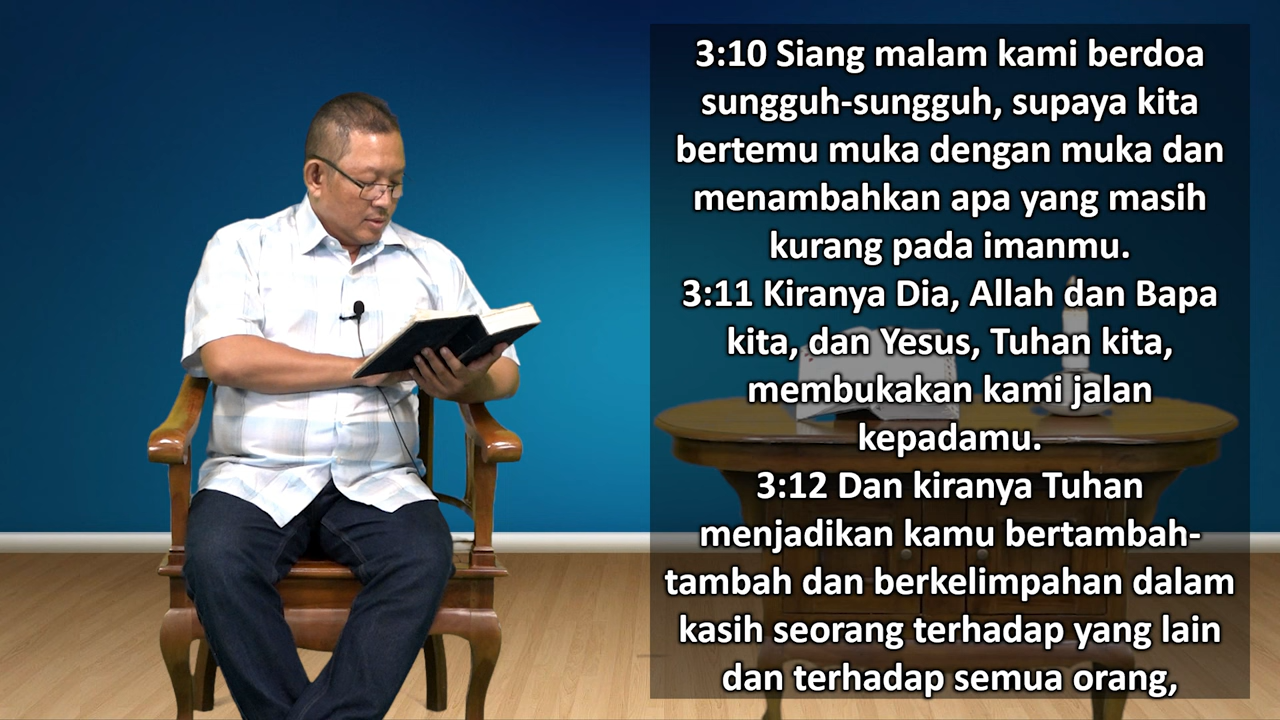 3:10 Siang malam kami berdoa
sungguh-sungguh, supaya kita
bertemu muka dengan muka dan
menambahkan apa yang masih
kurang pada imanmu.
3:11 Kiranya Dia, Allah dan Bapa
kita, dan Yesus, Tuhan kita,
membukakan kami jalan
kepadamu.
3:12 Dan kiranya Tuhan
menjadikan kamu bertambah-
tambah dan berkelimpahan dalam
kasih seorang terhadap yang lain
dan terhadap semua orang,